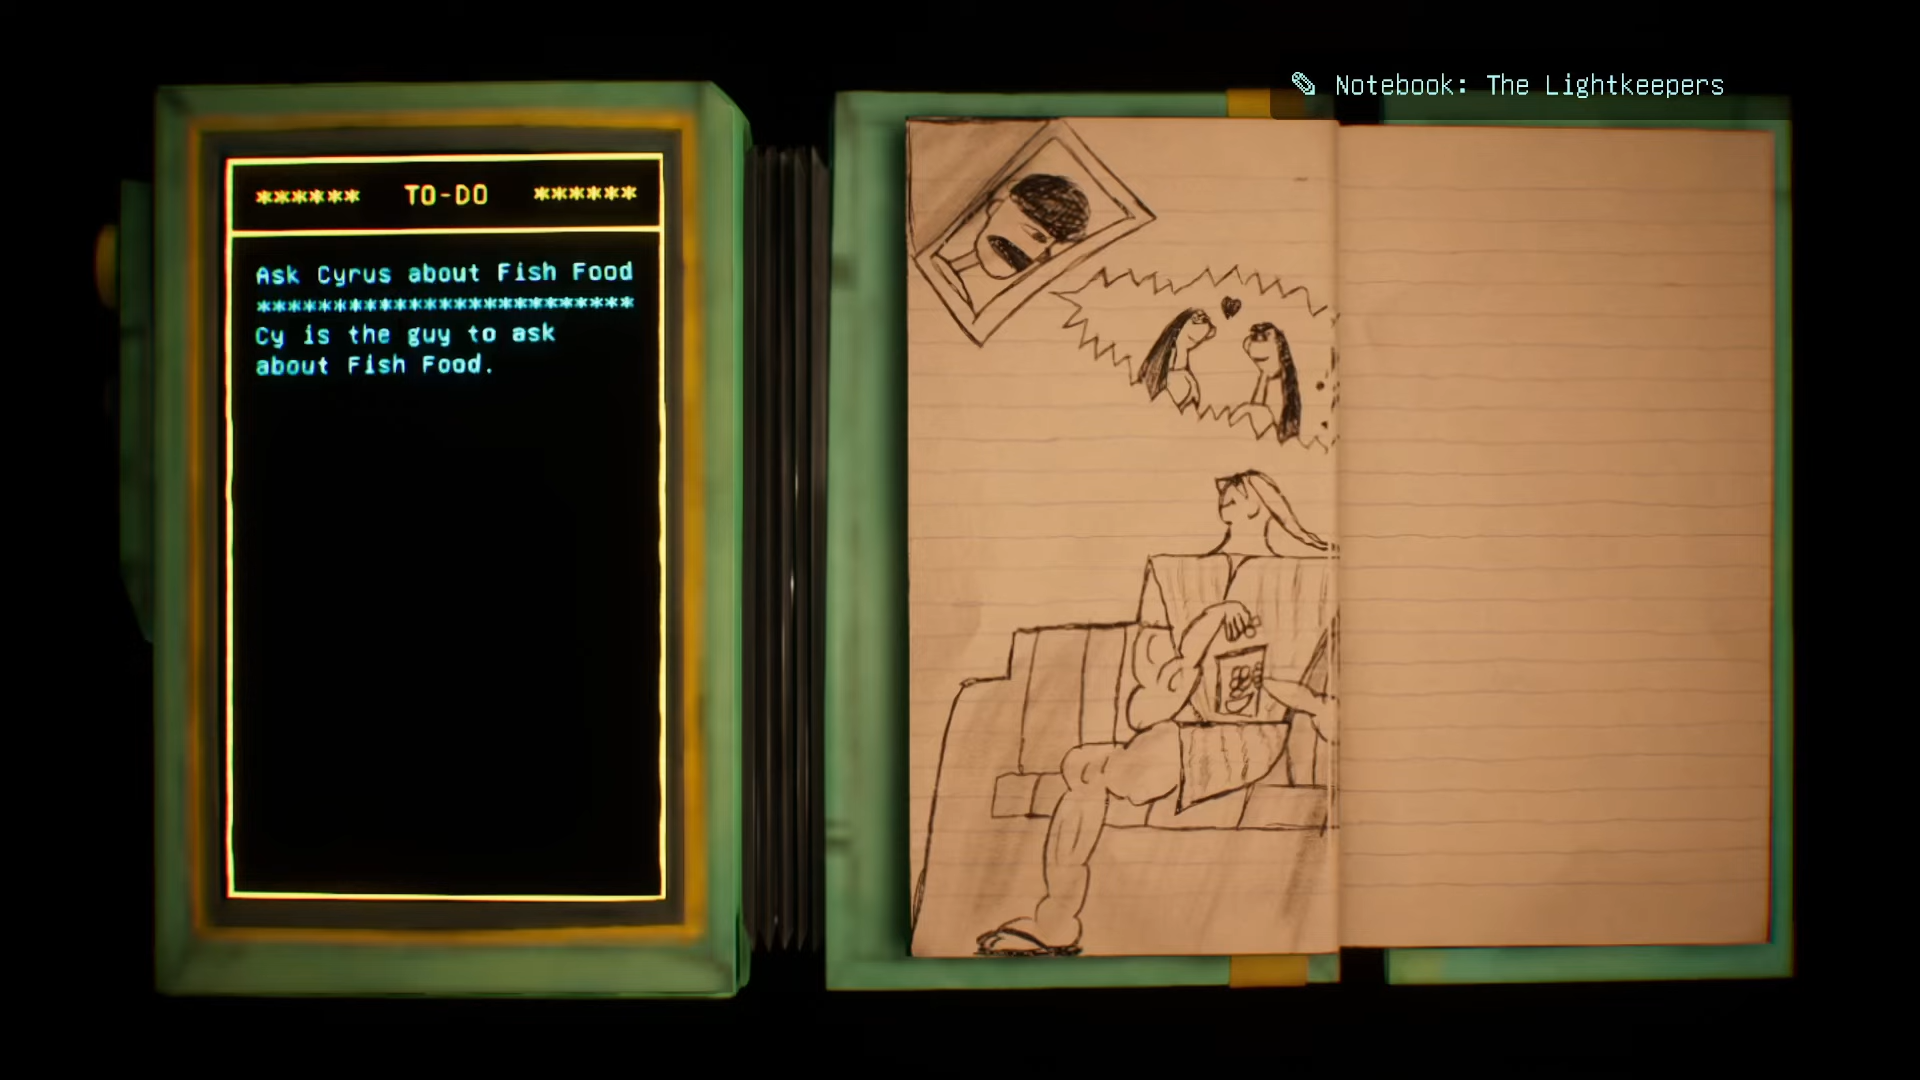 Notebook: The Lightkeepers
****** TO-DO ******
Ask Cyrus about Fish Food
*************************
Cy is the guy to ask
about Fish Food.